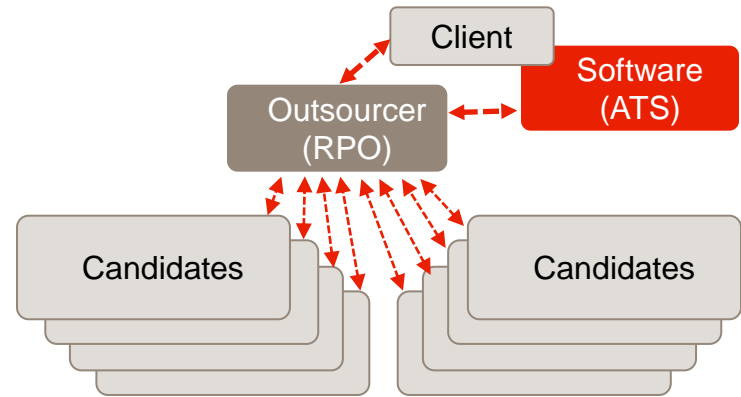 Client
Software
(ATS)
Outsourcer
(RPO)
Candidates
Candidates